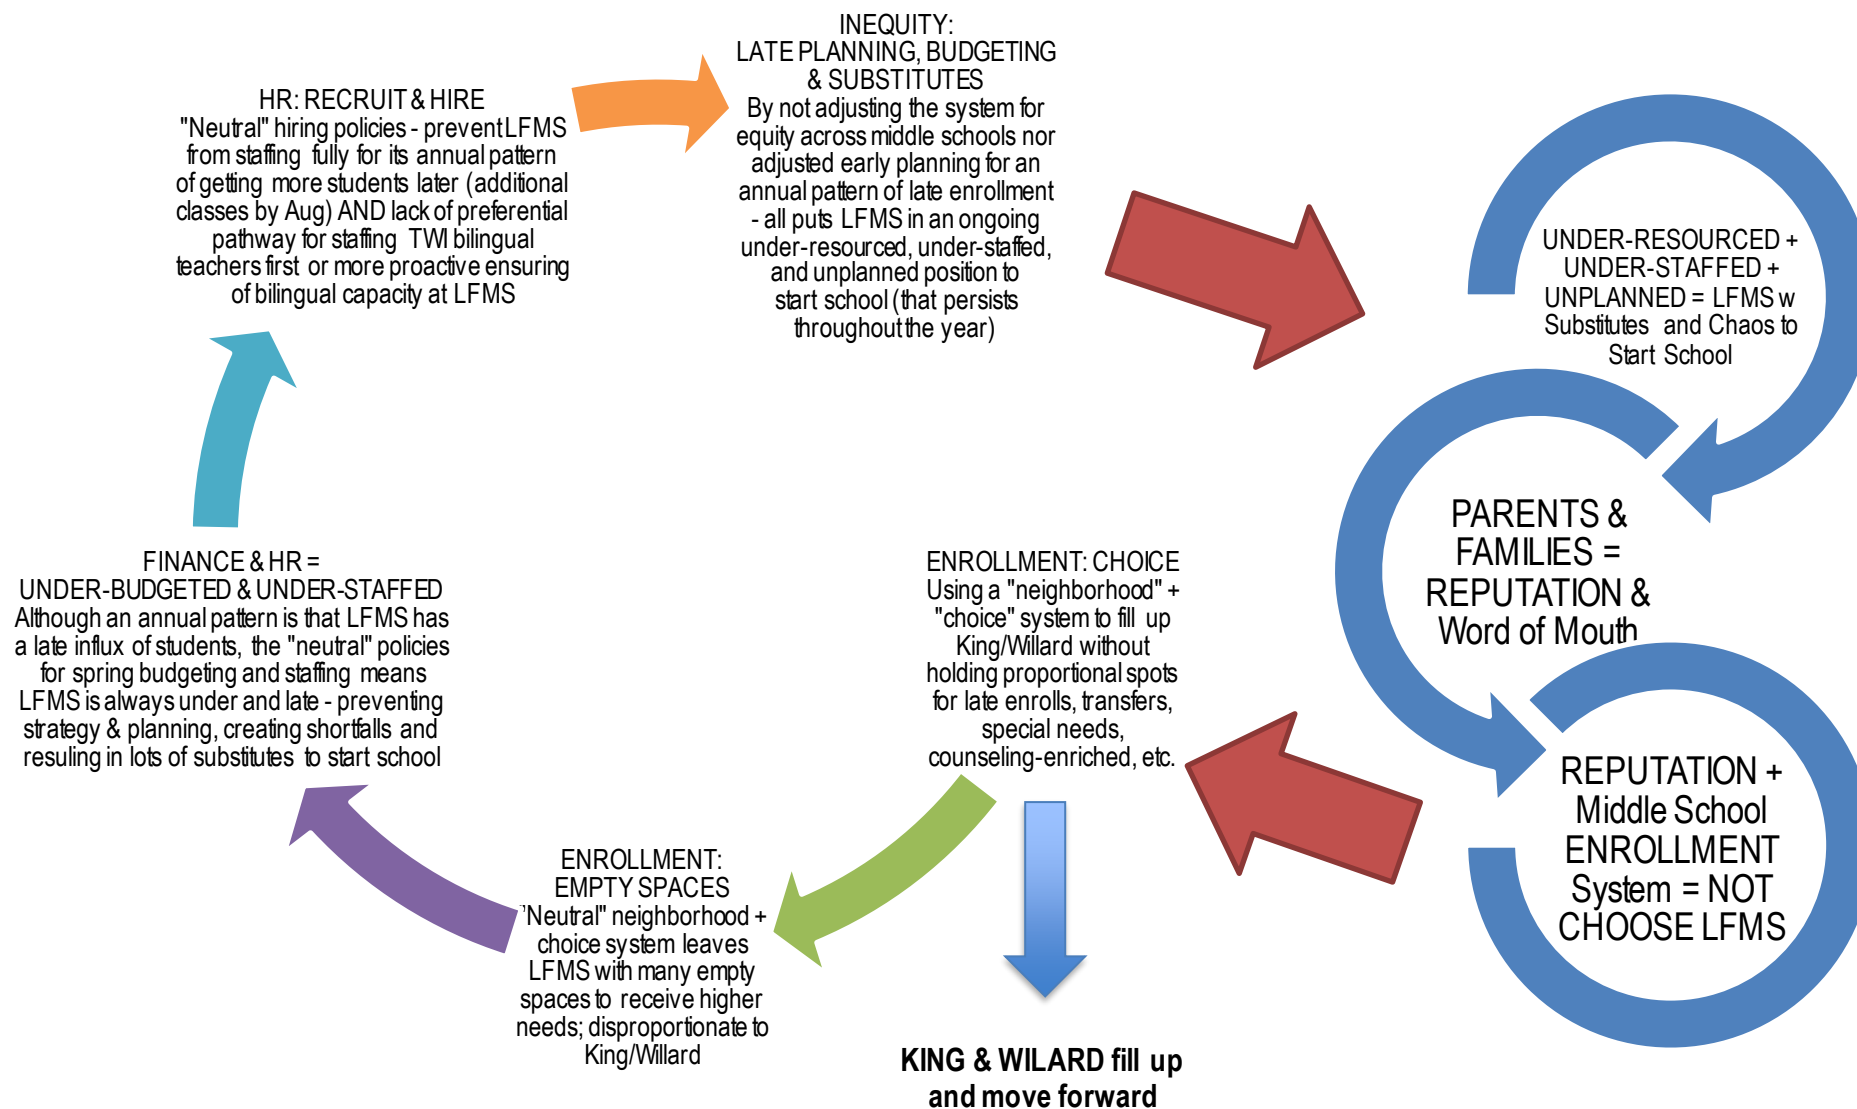 INEQUITY:
LATE PLANNING, BUDGETING
& SUBSTITUTES
By not adjusting the system for
equity across middle schools nor
adjusted early planning for an
annual pattern of late enrollment
- all puts LFMS in an ongoing
under-resourced, under-staffed,
and unplanned position to
start school (that persists
throughout the year)
HR: RECRUIT & HIRE
"Neutral" hiring policies - prevent LFMS
from staffing fully for its annual pattern
of getting more students later (additional
classes by Aug) AND lack of preferential
pathway for staffing TWI bilingual
teachers first or more proactive ensuring
of bilingual capacity at LFMS
UNDER-RESOURCED +
UNDER-STAFFED +
UNPLANNED = LFMS w
Substitutes and Chaos to
Start School
PARENTS &
FAMILIES =
REPUTATION &
Word of Mouth
REPUTATION +
Middle School
ENROLLMENT
System = NOT
CHOOSE LFMS
ENROLLMENT: CHOICE
Using a "neighborhood" +
"choice" system to fill up
King/Willard without
holding proportional spots
for late enrolls, transfers,
special needs,
counseling-enriched, etc.
KING & WILARD fill up
and move forward
ENROLLMENT:
EMPTY SPACES
"Neutral" neighborhood +
choice system leaves
LFMS with many empty
spaces to receive higher
needs; disproportionate to
King/Willard
FINANCE & HR =
UNDER-BUDGETED & UNDER-STAFFED
Although an annual pattern is that LFMS has
a late influx of students, the "neutral" policies
for spring budgeting and staffing means
LFMS is always under and late - preventing
strategy & planning, creating shortfalls and
resuling in lots of substitutes to start school